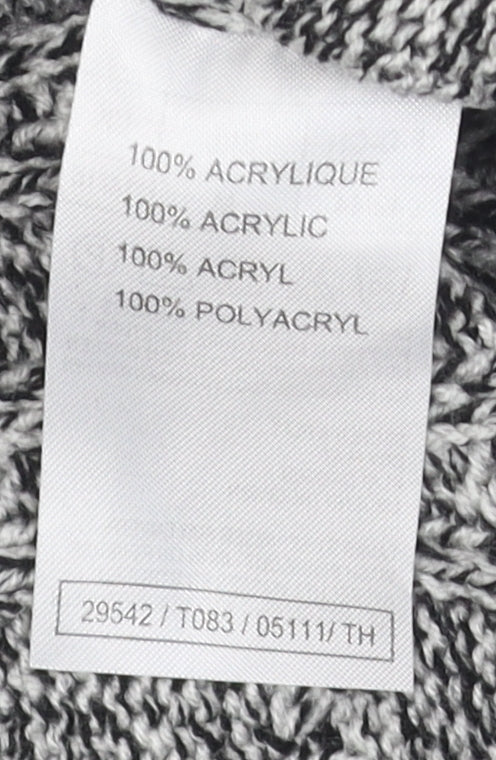 100% ACRYLIQUE
100% ACRYLIC
100% ACRYL
100% POLYACRYL
29542 / T083 / 05111/ TH